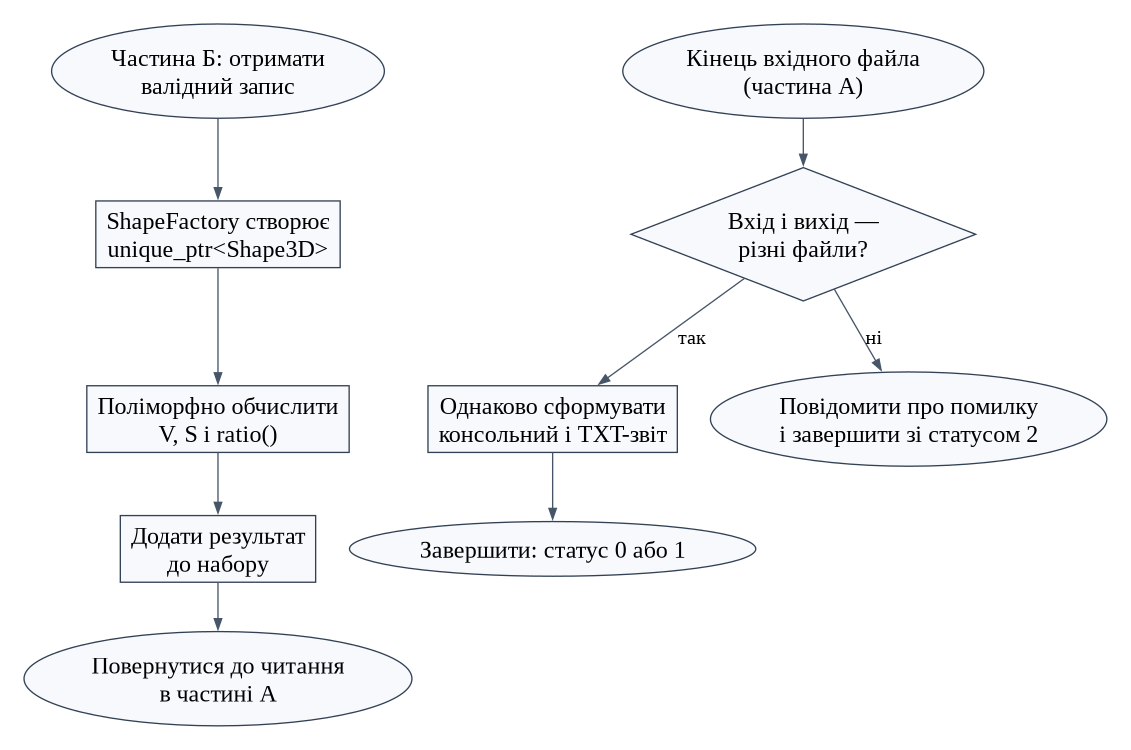 Частина Б: отримати
валідний запис
ShapeFactory створює
unique_ptr<Shape3D>
Поліморфно обчислити
V, S і ratio()
Додати результат
до набору
Повернутися до читання
в частині А
Кінець вхідного файла
(частина А)
Вхід і вихід —
різні файли?
так
ні
Однаково сформувати
консольний і TXT-звіт
Повідомити про помилку
і завершити зі статусом 2
Завершити: статус 0 або 1